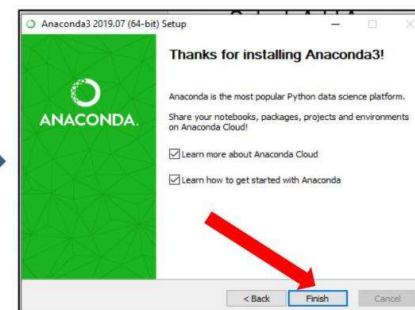 Anaconda3 2019.07 (64-bit) Setup
Thanks for installing Anaconda3!
ANACONDA.
Anaconda is the most popular Python data science platform.
Share your notebooks, packages, projects and environments
on Anaconda Cloud!
Learn more about Anaconda Cloud
Learn how to get started with Anaconda
< Back
Finish
Cancel